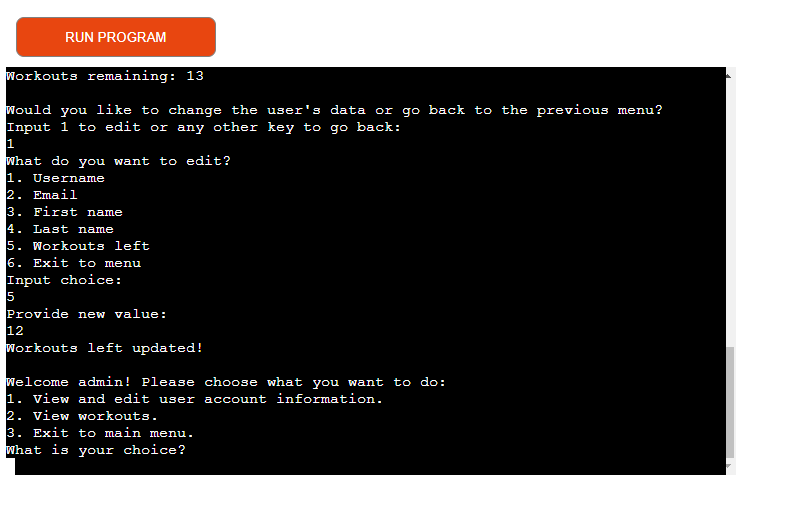 RUN PROGRAM
Workouts remaining: 13
Would you like to change the user's data or go back to the previous menu?
Input 1 to edit or any other key to go back:
1
What do you want to edit?
1. Username
2. Email
3. First name
4. Last name
5. Workouts left
6. Exit to menu
Input choice:
5
Provide new value:
12
Workouts left updated!
Welcome admin! Please choose what you want to do:
1. View and edit user account information.
2. View workouts.
3. Exit to main menu.
What is your choice?